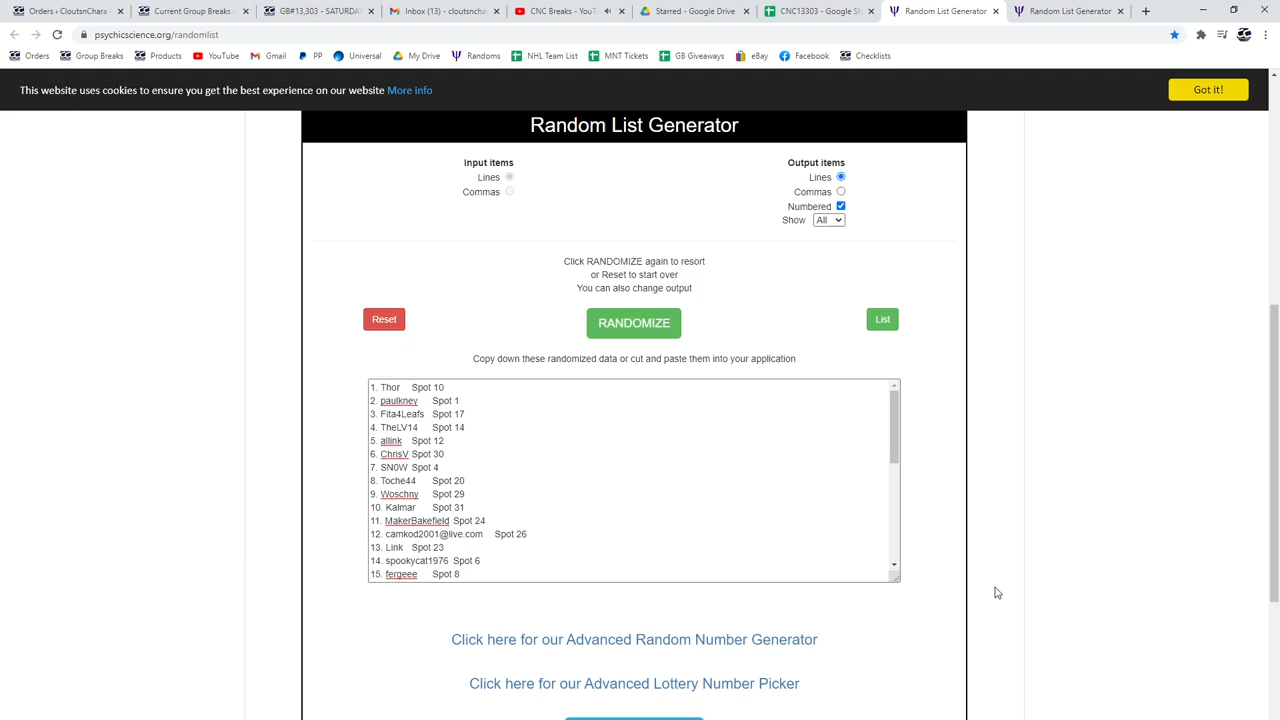 Orders ‹ CloutsnChara
Current Group Breaks ‹
GB#13,303 - SATURDAY
Inbox (13) - cloutsncha
CNC Breaks - YouT
Starred - Google Drive
CNC13303 - Google Sh
Random List Generator
Random List Generator
psychicscience.org/randomlist
Orders
Group Breaks
Products
YouTube
Gmail
PP
Universal
My Drive
Randoms
NHL Team List
MNT Tickets
GB Giveaways
eBay
Facebook
Checklists
This website uses cookies to ensure you get the best experience on our website More info
Got it!
Random List Generator
Input items
Lines
Commas
Output items
Lines
Commas
Numbered
Show All
Click RANDOMIZE again to resort
or Reset to start over
You can also change output
Reset
RANDOMIZE
List
Copy down these randomized data or cut and paste them into your application
1. Thor Spot 10
2. paulkney Spot 1
3. Fita4Leafs Spot 17
4. TheLV14 Spot 14
5. allink Spot 12
6. ChrisV Spot 30
7. SN0W Spot 4
8. Toche44 Spot 20
9. Woschny Spot 29
10. Kalmar Spot 31
11. MakerBakefield Spot 24
12. camkod2001@live.com Spot 26
13. Link Spot 23
14. spookycat1976 Spot 6
15. fergeee Spot 8
Click here for our Advanced Random Number Generator
Click here for our Advanced Lottery Number Picker